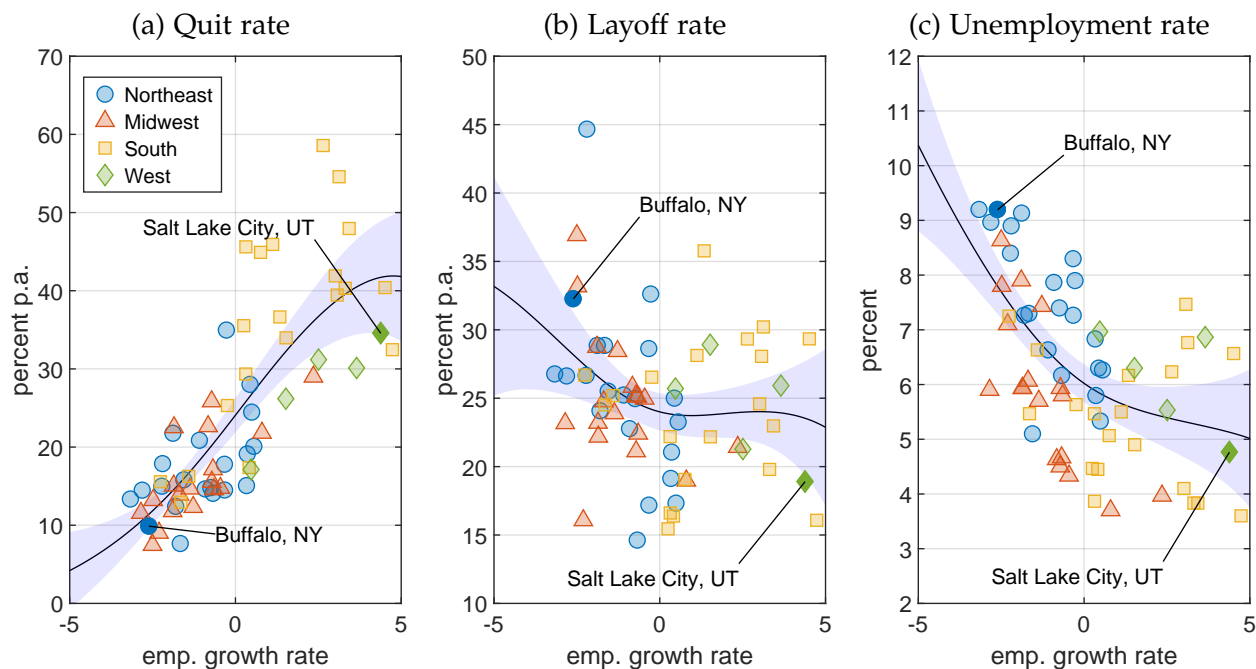 (a) Quit rate
70
60
50
40
30
20
10
0
percent p.a.
Northeast
Midwest
South
West
Salt Lake City, UT
Buffalo, NY
-5
0
5
emp. growth rate
(b) Layoff rate
50
45
40
35
30
25
20
15
10
percent p.a.
Buffalo, NY
Salt Lake City, UT
-5
0
5
emp. growth rate
(c) Unemployment rate
12
11
10
9
8
7
6
5
4
3
2
percent
Buffalo, NY
Salt Lake City, UT
-5
0
5
emp. growth rate